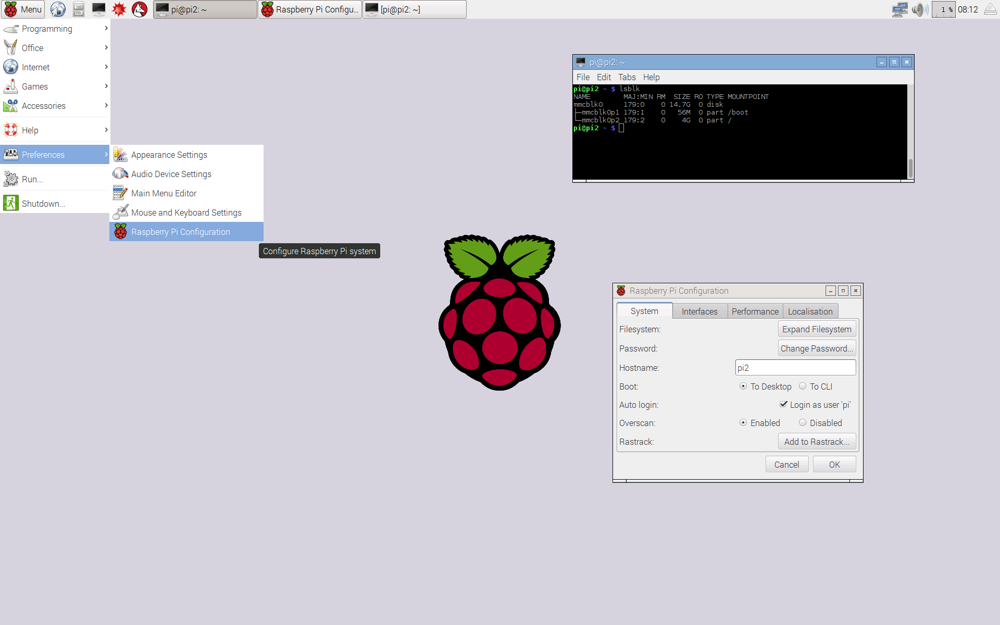 Menu
pi@pi2: ~
Raspberry Pi Configu...
[pi@pi2: ~]
1 %
08:12
Programming
Office
Internet
Games
Accessories
Help
Preferences
Run...
Shutdown...
Appearance Settings
Audio Device Settings
Main Menu Editor
Mouse and Keyboard Settings
Raspberry Pi Configuration
Configure Raspberry Pi system
pi@pi2: ~
File Edit Tabs Help
pi@pi2 ~ $ lsblk
NAME        MAJ:MIN RM  SIZE RO TYPE MOUNTPOINT
mmcblk0     179:0    0 14.7G  0 disk
├─mmcblk0p1 179:1    0   56M  0 part /boot
└─mmcblk0p2 179:2    0    4G  0 part /
pi@pi2 ~ $
Raspberry Pi Configuration
System Interfaces Performance Localisation
Filesystem: Expand Filesystem
Password: Change Password...
Hostname: pi2
Boot: To Desktop To CLI
Auto login: Login as user 'pi'
Overscan: Enabled Disabled
Rastrack: Add to Rastrack...
Cancel OK